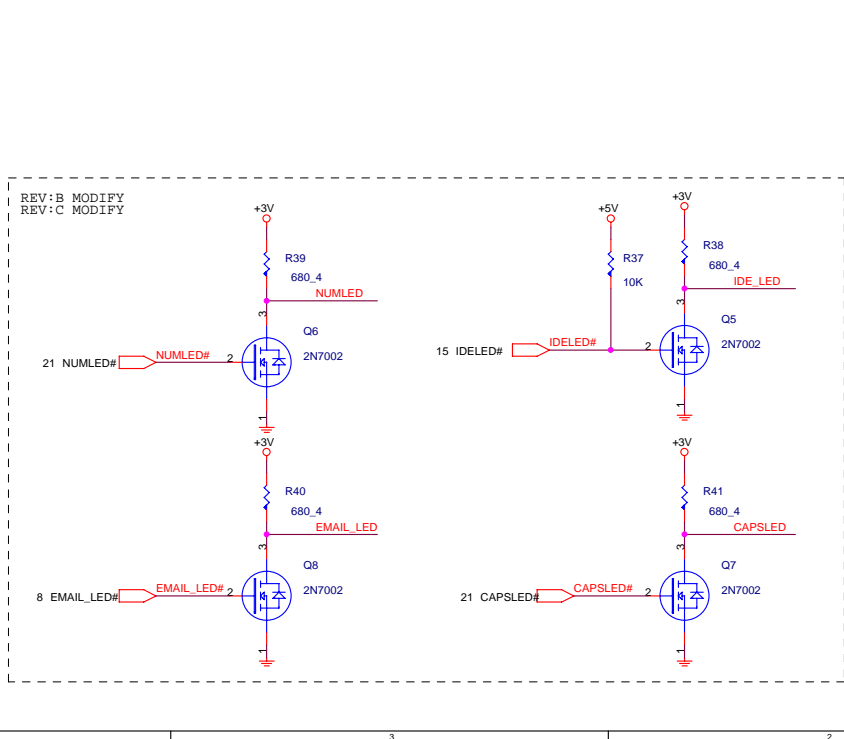 REV:B MODIFY
REV:C MODIFY
+3V
R39
680_4
NUMLED
3
Q6
2N7002
21 NUMLED#
NUMLED#
2
1
+5V
R37
10K
+3V
R38
680_4
IDE_LED
3
Q5
2N7002
15 IDELED#
IDELED#
2
1
+3V
R40
680_4
EMAIL_LED
3
Q8
2N7002
8 EMAIL_LED#
EMAIL_LED#
2
1
+3V
R41
680_4
CAPSLED
3
Q7
2N7002
21 CAPSLED#
CAPSLED#
2
1
3
2